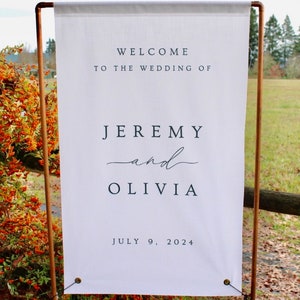 WELCOME
TO THE WEDDING OF
JEREMY
and
OLIVIA
JULY 9, 2024